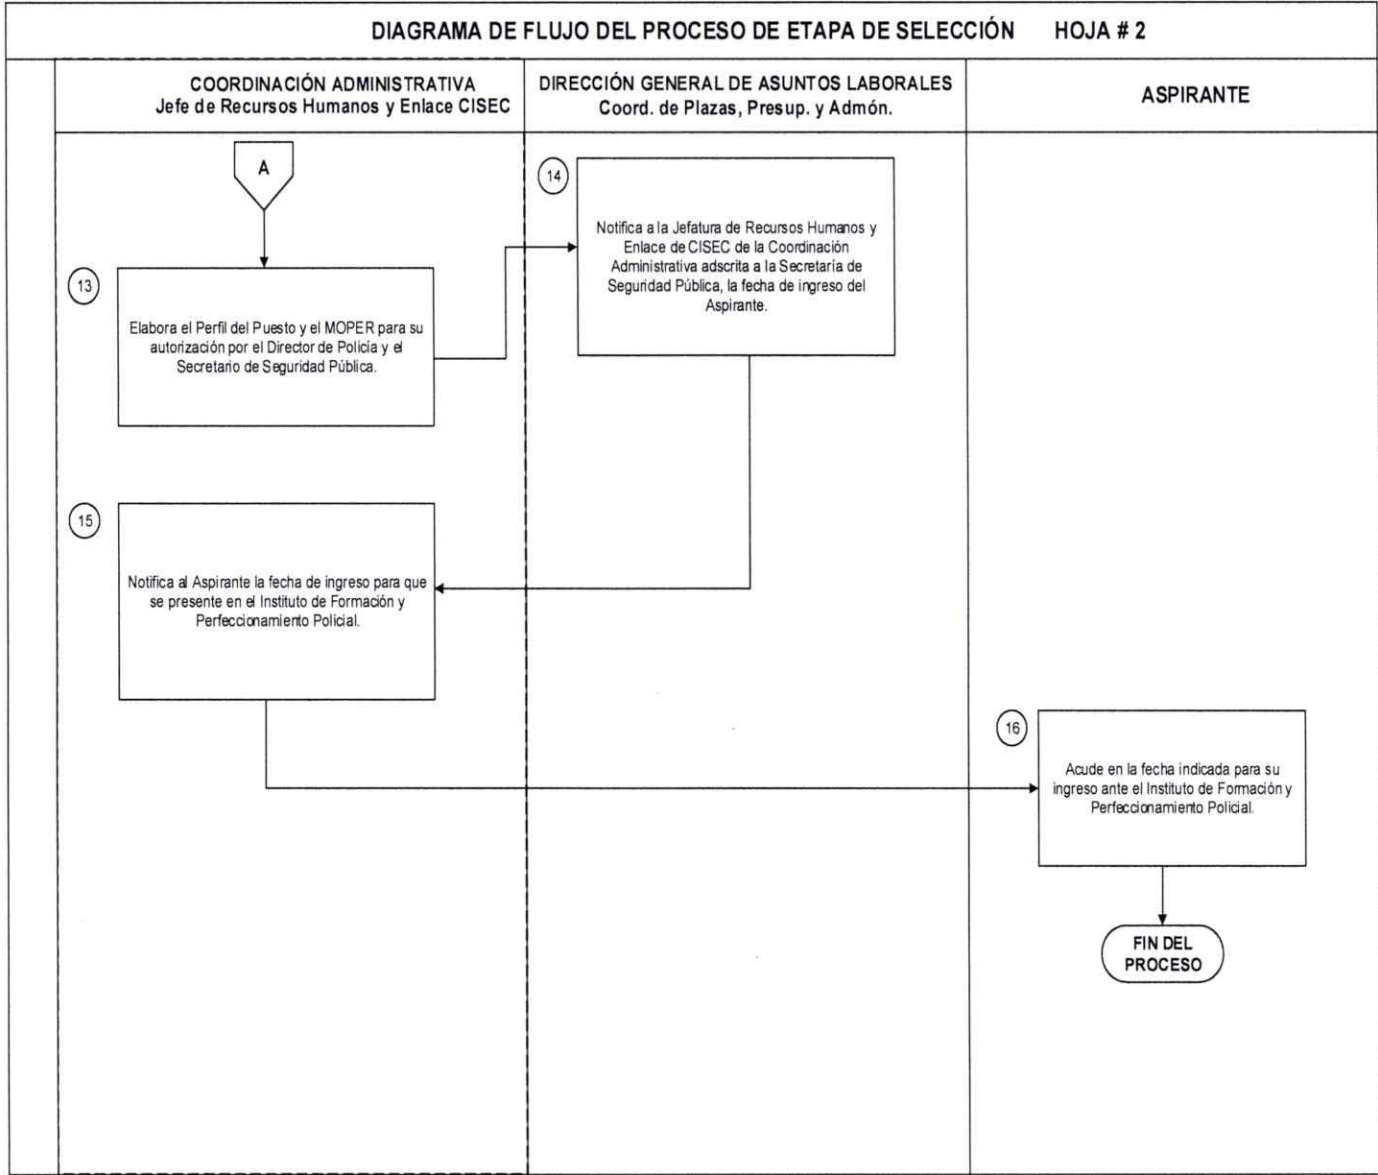 DIAGRAMA DE FLUJO DEL PROCESO DE ETAPA DE SELECCIÓN HOJA # 2
COORDINACIÓN ADMINISTRATIVA
Jefe de Recursos Humanos y Enlace CISEC
DIRECCIÓN GENERAL DE ASUNTOS LABORALES
Coord. de Plazas, Presup. y Admón.
ASPIRANTE
A
13
Elabora el Perfil del Puesto y el MOPER para su
autorización por el Director de Policía y el
Secretario de Seguridad Pública.
14
Notifica a la Jefatura de Recursos Humanos y
Enlace de CISEC de la Coordinación
Administrativa adscrita a la Secretaría de
Seguridad Pública, la fecha de ingreso del
Aspirante.
15
Notifica al Aspirante la fecha de ingreso para que
se presente en el Instituto de Formación y
Perfeccionamiento Policial.
16
Acude en la fecha indicada para su
ingreso ante el Instituto de Formación y
Perfeccionamiento Policial.
FIN DEL
PROCESO